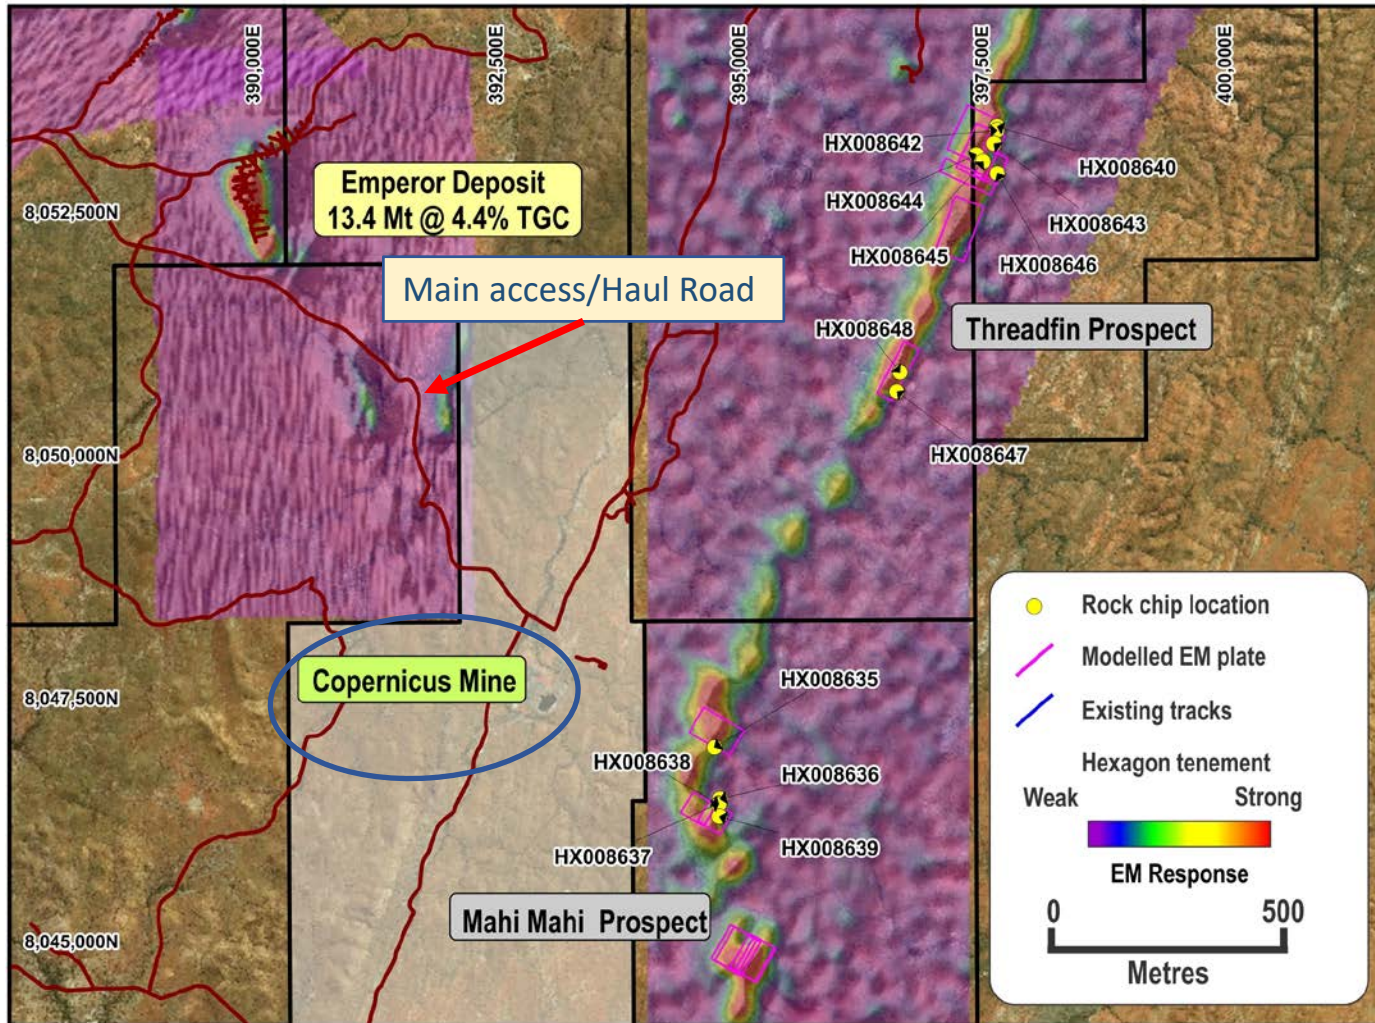 390,000E
392,500E
395,000E
397,500E
400,000E
HX008642
HX008640
Emperor Deposit
13.4 Mt @ 4.4% TGC
8,052,500N
HX008644
HX008643
HX008645
HX008646
Main access/Haul Road
HX008648
Threadfin Prospect
8,050,000N
HX008647
Rock chip location
Modelled EM plate
Existing tracks
Hexagon tenement
Weak
Strong
EM Response
0
500
Metres
Copernicus Mine
8,047,500N
HX008635
HX008638
HX008636
HX008637
HX008639
Mahi Mahi  Prospect
8,045,000N